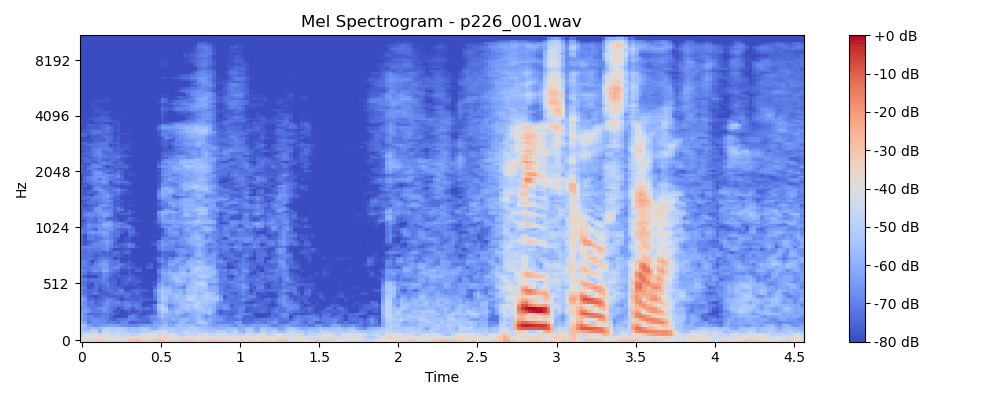 Mel Spectrogram - p226_001.wav
Hz
8192
4096
2048
1024
512
0
0 0.5 1 1.5 2 2.5 3 3.5 4 4.5
Time
+0 dB
-10 dB
-20 dB
-30 dB
-40 dB
-50 dB
-60 dB
-70 dB
-80 dB